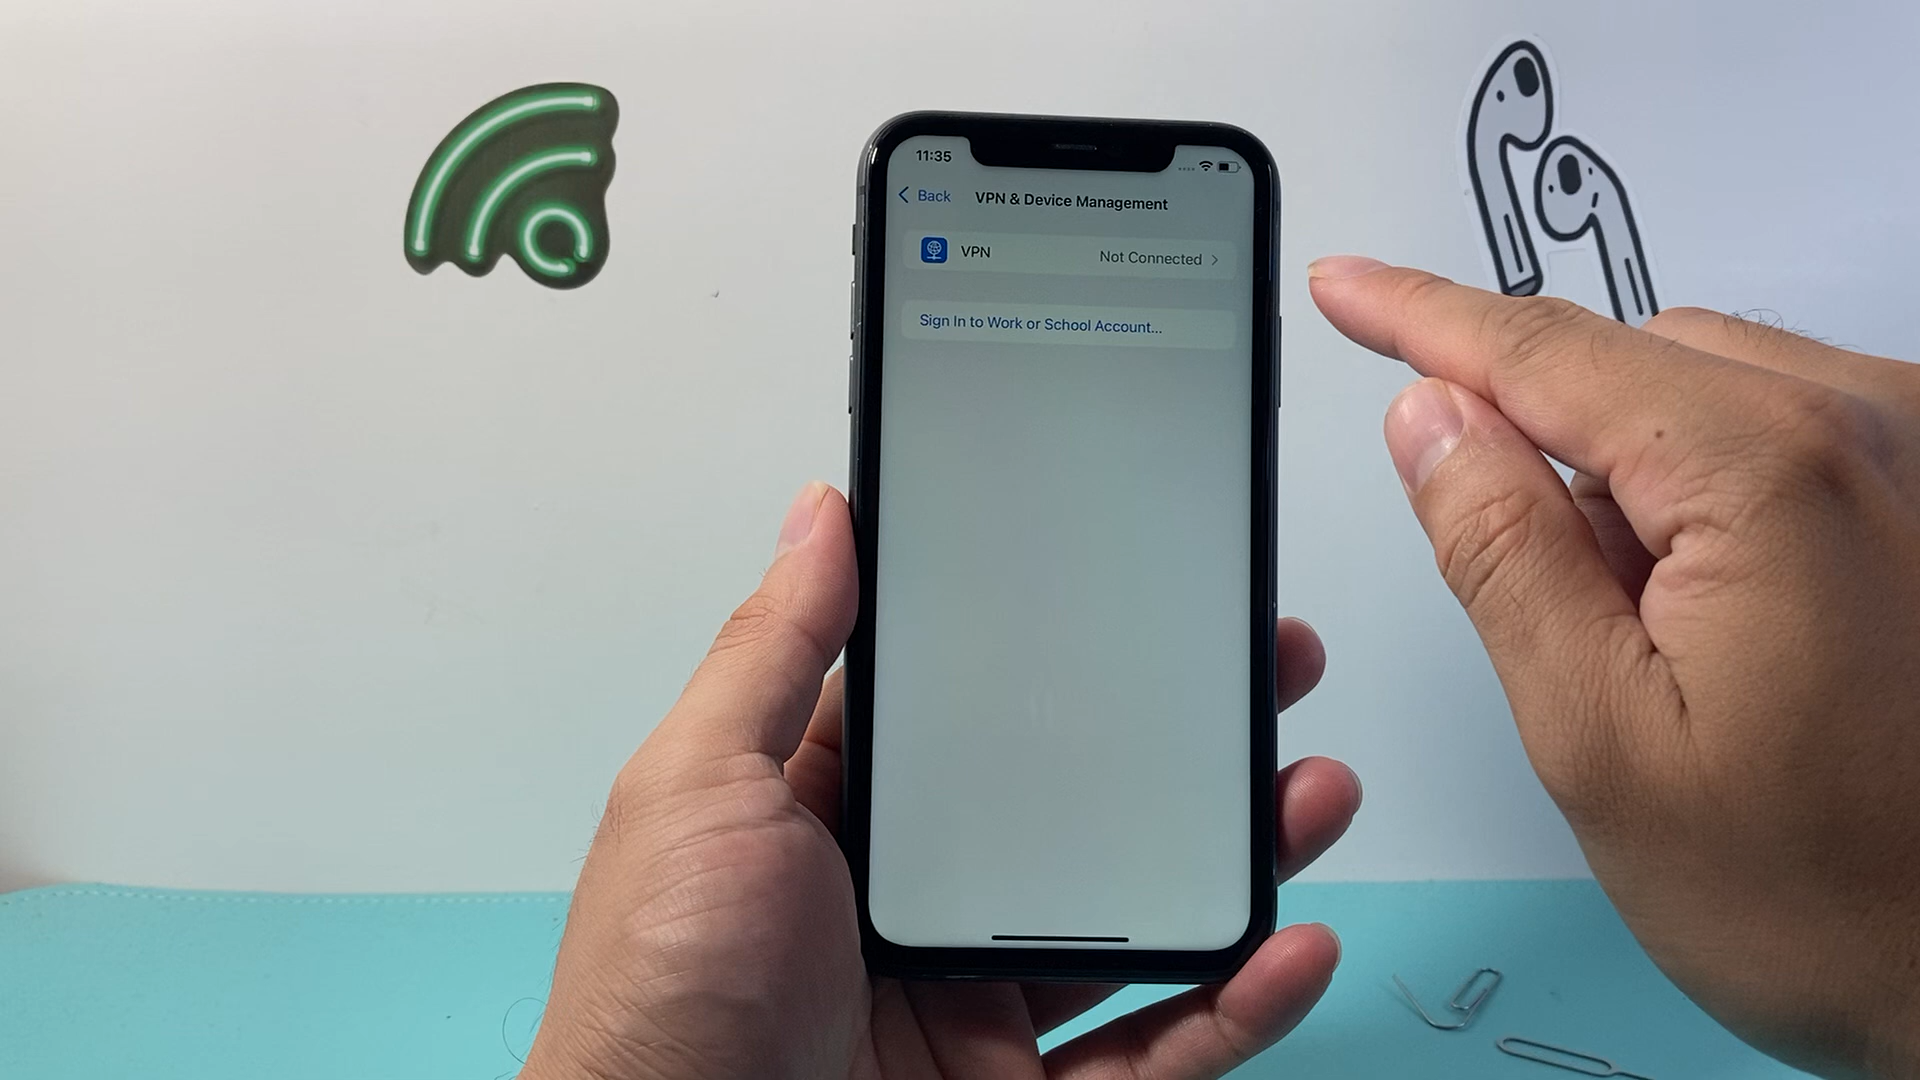 11:35
Back
VPN & Device Management
VPN
Not Connected
Sign In to Work or School Account...